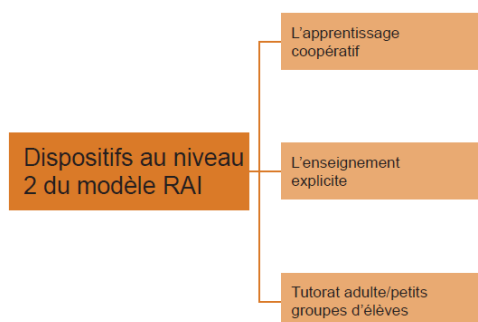 L’apprentissage
coopératif
Dispositifs au niveau
2 du modèle RAI
L’enseignement
explicite
Tutorat adulte/petits
groupes d’élèves